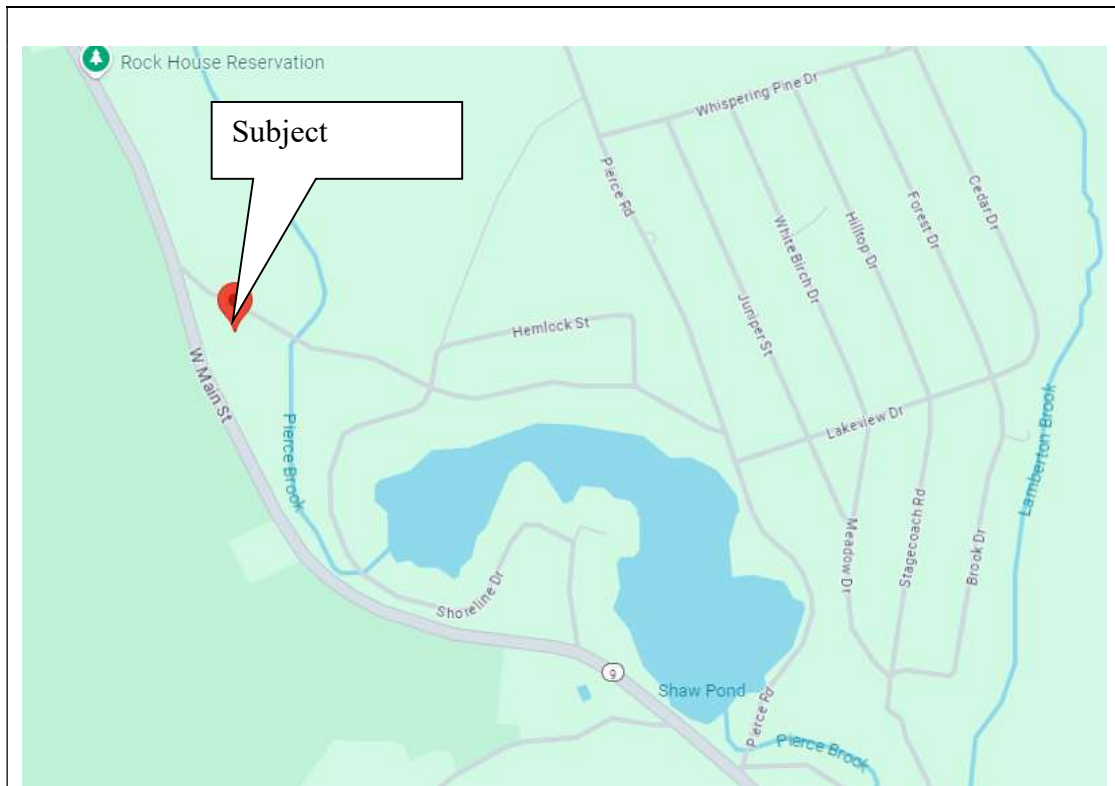 Rock House Reservation
Subject
Whispering Pine Dr
Pierce Rd
Cedar Dr
Forest Dr
White Birch Dr
Hilltop Dr
Juniper St
Hemlock St
W Main St
Lakeview Dr
Pierce Brook
Lamberton Brook
Meadow Dr
Stagecoach Rd
Brook Dr
Shoreline Dr
9
Shaw Pond
Pierce Rd
Pierce Brook